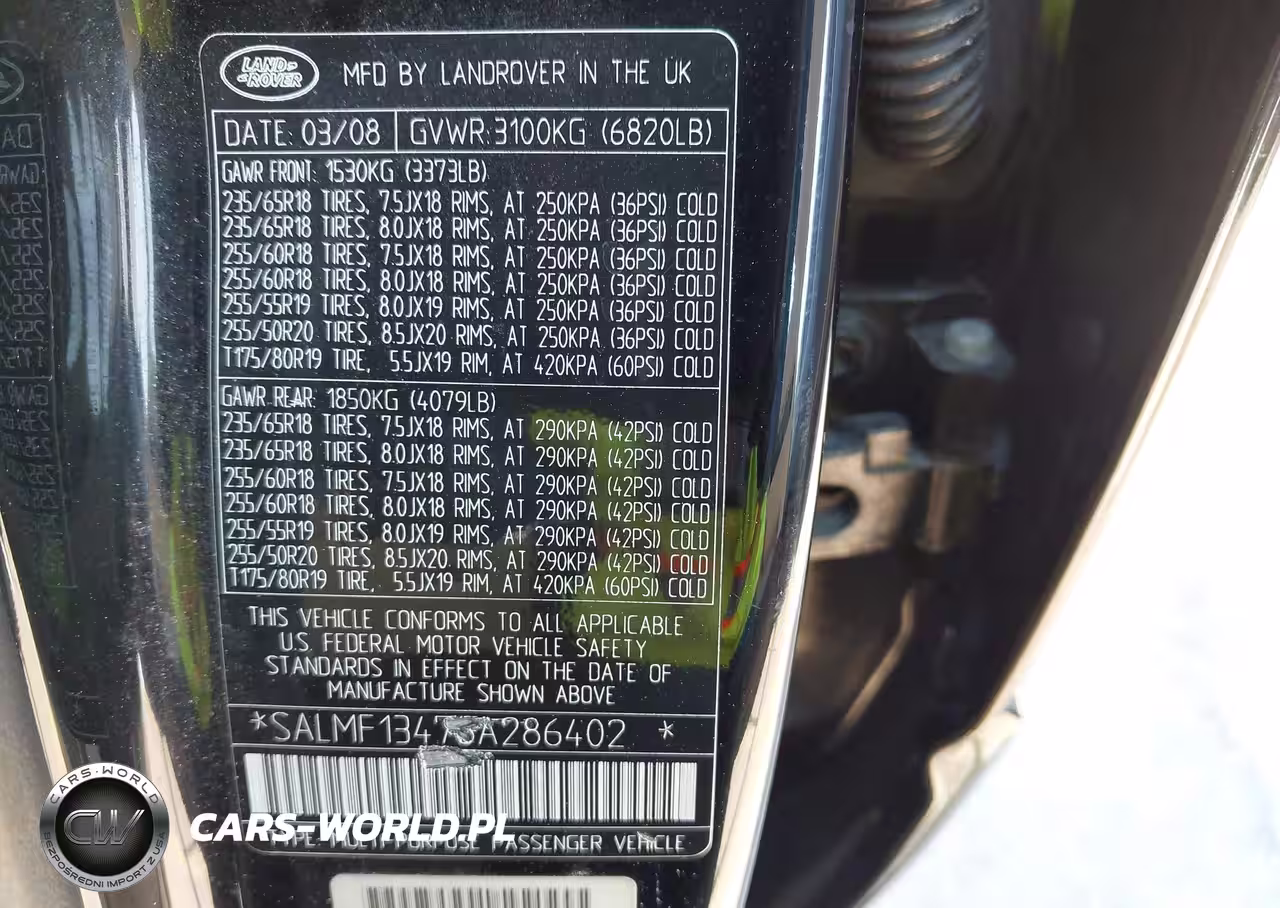 LAND-
-ROVER
MFD BY LANDROVER IN THE UK
DATE: 03/08 GVWR:3100KG (6820LB)
GAWR FRONT: 1530KG (3373LB)
235/65R18 TIRES, 7.5JX18 RIMS, AT 250KPA (36PSI) COLD
235/65R18 TIRES, 8.0JX18 RIMS, AT 250KPA (36PSI) COLD
255/60R18 TIRES, 7.5JX18 RIMS, AT 250KPA (36PSI) COLD
255/60R18 TIRES, 8.0JX18 RIMS, AT 250KPA (36PSI) COLD
255/55R19 TIRES, 8.0JX19 RIMS, AT 250KPA (36PSI) COLD
255/50R20 TIRES, 8.5JX20 RIMS, AT 250KPA (36PSI) COLD
T175/80R19 TIRE, 5.5JX19 RIM, AT 420KPA (60PSI) COLD
GAWR REAR: 1850KG (4079LB)
235/65R18 TIRES, 7.5JX18 RIMS, AT 290KPA (42PSI) COLD
235/65R18 TIRES, 8.0JX18 RIMS, AT 290KPA (42PSI) COLD
255/60R18 TIRES, 7.5JX18 RIMS, AT 290KPA (42PSI) COLD
255/60R18 TIRES, 8.0JX18 RIMS, AT 290KPA (42PSI) COLD
255/55R19 TIRES, 8.0JX19 RIMS, AT 290KPA (42PSI) COLD
255/50R20 TIRES, 8.5JX20 RIMS, AT 290KPA (42PSI) COLD
T175/80R19 TIRE, 5.5JX19 RIM, AT 420KPA (60PSI) COLD
THIS VEHICLE CONFORMS TO ALL APPLICABLE
U.S. FEDERAL MOTOR VEHICLE SAFETY
STANDARDS IN EFFECT ON THE DATE OF
MANUFACTURE SHOWN ABOVE
TYPE: MULTIPURPOSE PASSENGER VEHICLE
CARS-WORLD
CW
BEZPOŚREDNI IMPORT Z USA
CARS-WORLD.PL